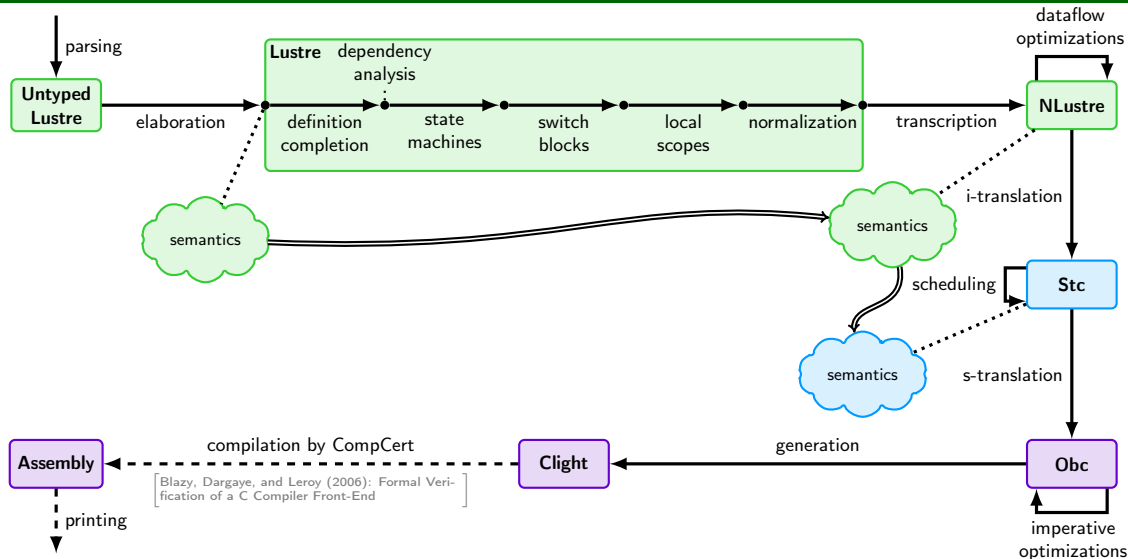 dataflow
optimizations
parsing
Lustre
dependency
analysis
Untyped
Lustre
NLustre
elaboration
definition
completion
state
machines
switch
blocks
local
scopes
normalization
transcription
i-translation
semantics
semantics
scheduling
Stc
semantics
s-translation
compilation by CompCert
generation
Assembly
Clight
Obc
Blazy, Dargaye, and Leroy (2006): Formal Veri-
fication of a C Compiler Front-End
printing
imperative
optimizations